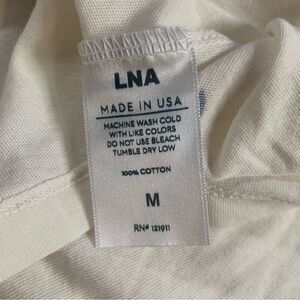 LNA
MADE IN USA
MACHINE WASH COLD
WITH LIKE COLORS
DO NOT USE BLEACH
TUMBLE DRY LOW
100% COTTON
M
RN# 121911